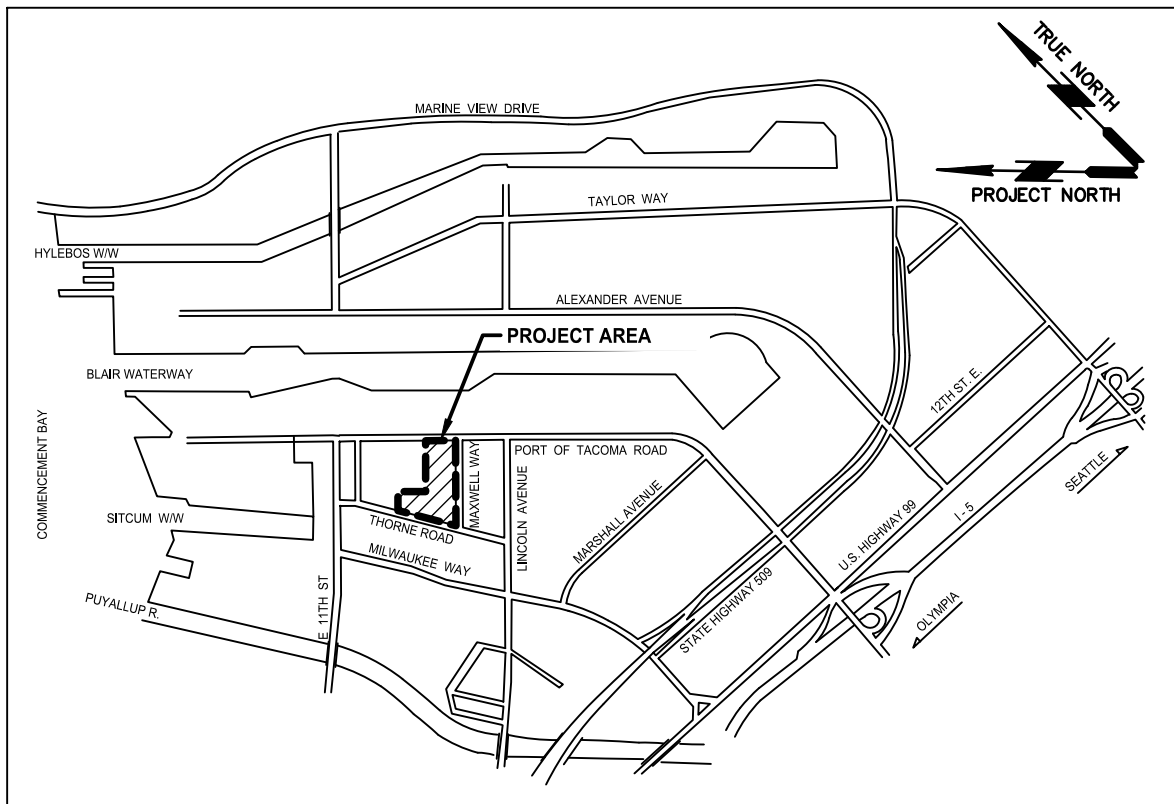 TRUE NORTH
PROJECT NORTH
MARINE VIEW DRIVE
TAYLOR WAY
HYLEBOS W/W
ALEXANDER AVENUE
PROJECT AREA
BLAIR WATERWAY
12TH ST. E.
COMMENCEMENT BAY
PORT OF TACOMA ROAD
MAXWELL WAY
LINCOLN AVENUE
SEATTLE
I - 5
U.S. HIGHWAY 99
MARSHALL AVENUE
SITCUM W/W
THORNE ROAD
MILWAUKEE WAY
STATE HIGHWAY 509
OLYMPIA
PUYALLUP R.
E 11TH ST